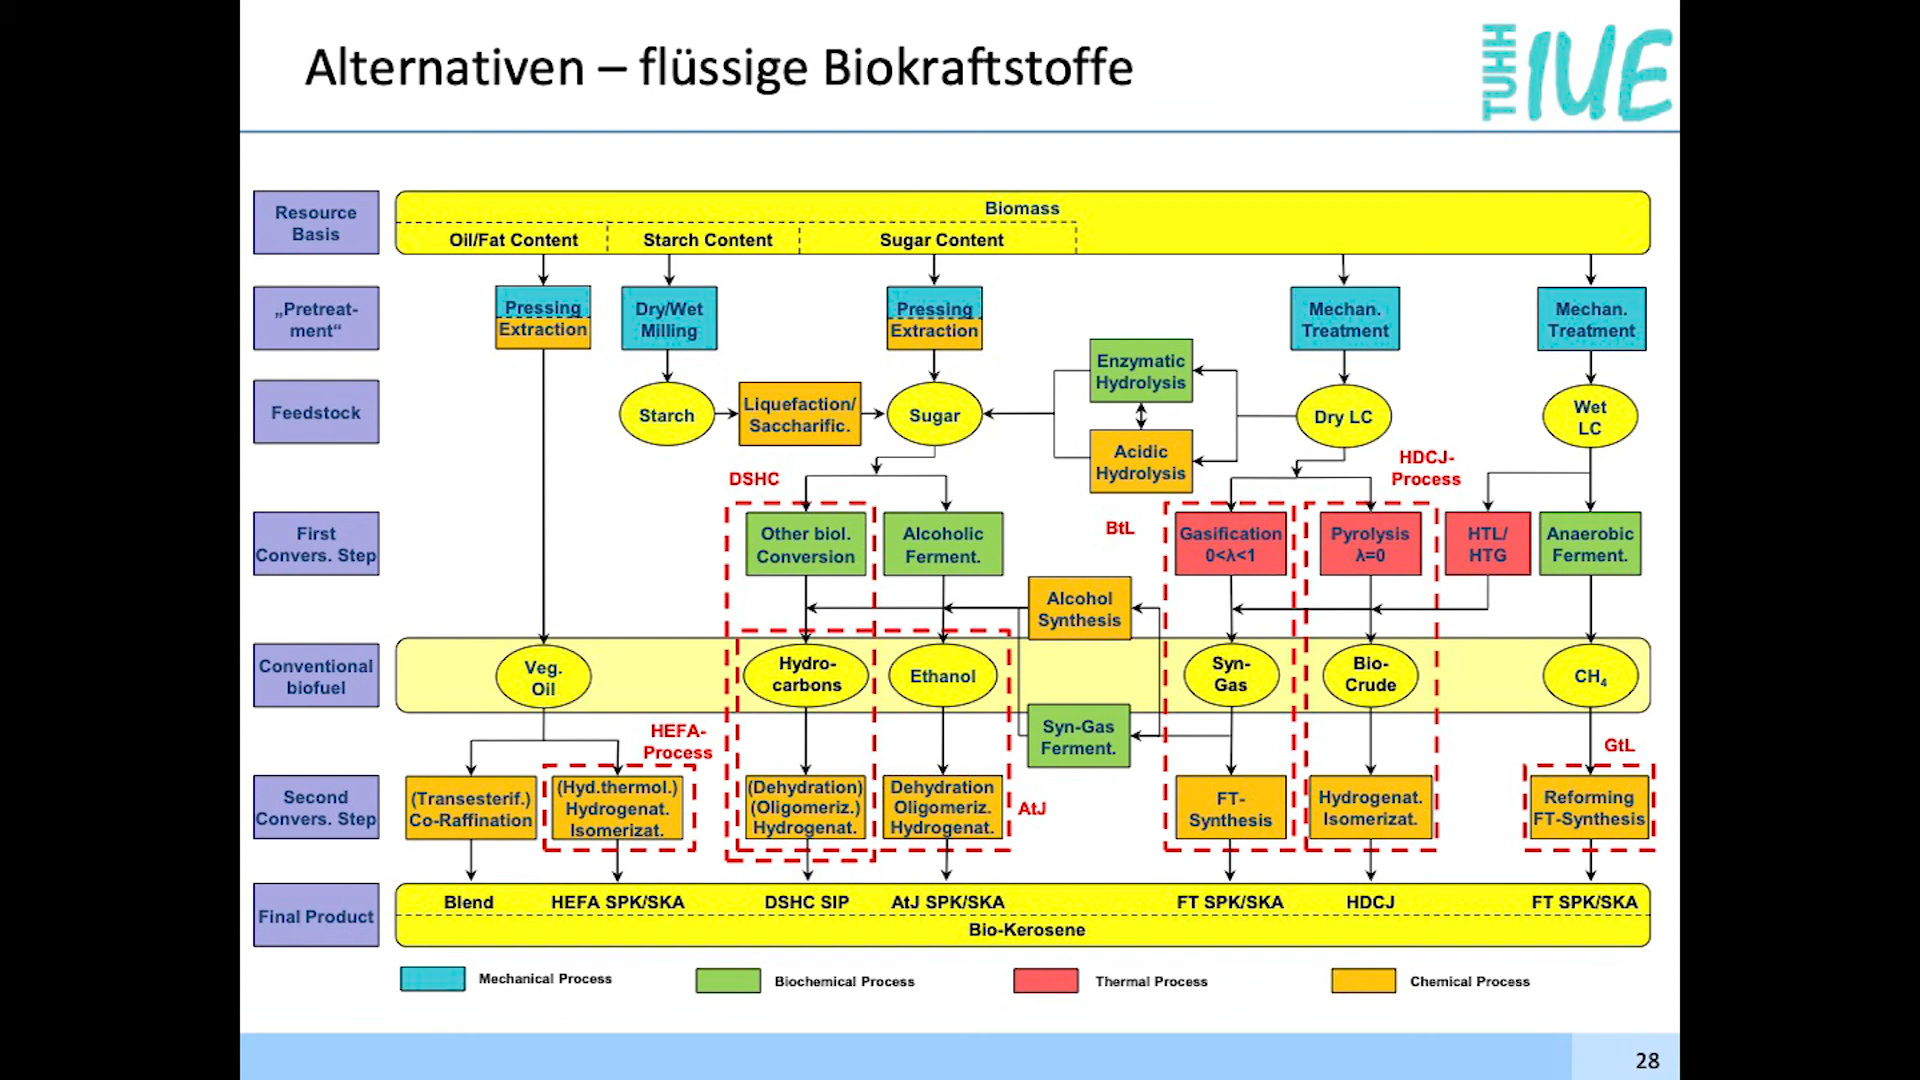 Alternativen – flüssige Biokraftstoffe
TUHH
IUE
Resource
Basis
Biomass
Oil/Fat Content
Starch Content
Sugar Content
„Pretreat-
ment“
Pressing
Extraction
Dry/Wet
Milling
Pressing
Extraction
Mechan.
Treatment
Mechan.
Treatment
Feedstock
Starch
Liquefaction/
Saccharific.
Sugar
Enzymatic
Hydrolysis
Acidic
Hydrolysis
Dry LC
Wet
LC
DSHC
BtL
HDCJ-
Process
First
Convers. Step
Other biol.
Conversion
Alcoholic
Ferment.
Gasification
0<λ<1
Pyrolysis
λ=0
HTL/
HTG
Anaerobic
Ferment.
Alcohol
Synthesis
Conventional
biofuel
Veg.
Oil
Hydro-
carbons
Ethanol
Syn-
Gas
Bio-
Crude
CH₄
Syn-Gas
Ferment.
HEFA-
Process
GtL
Second
Convers. Step
(Transesterif.)
Co-Raffination
(Hyd.thermol.)
Hydrogenat.
Isomerizat.
(Dehydration)
(Oligomeriz.)
Hydrogenat.
Dehydration
Oligomeriz.
Hydrogenat.
AtJ
FT-
Synthesis
Hydrogenat.
Isomerizat.
Reforming
FT-Synthesis
Final Product
Blend
HEFA SPK/SKA
DSHC SIP
AtJ SPK/SKA
FT SPK/SKA
HDCJ
FT SPK/SKA
Bio-Kerosene
Mechanical Process
Biochemical Process
Thermal Process
Chemical Process
28